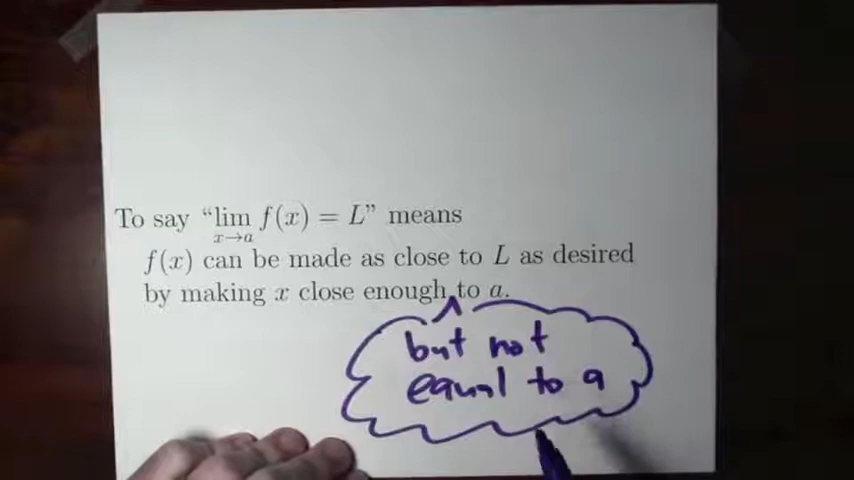 To say “lim f(x) = L” means
x→a
f(x) can be made as close to L as desired
by making x close enough to a.
but not
equal to a